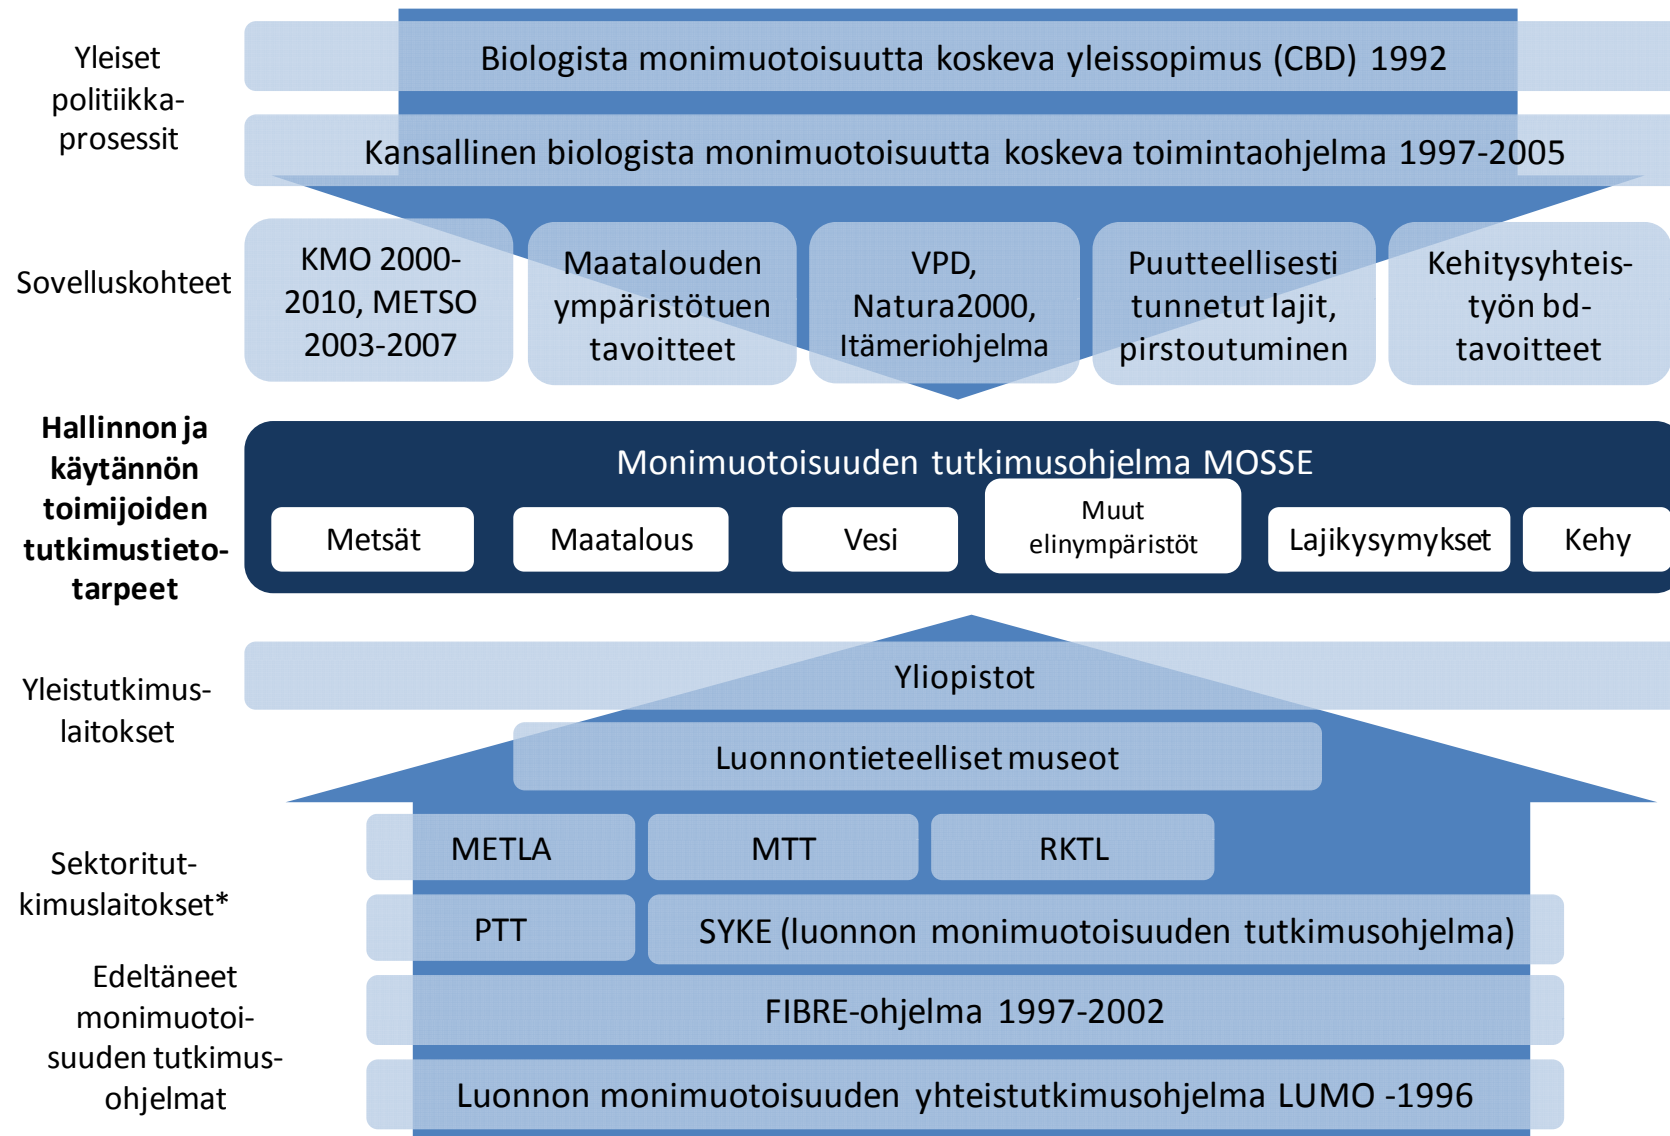 Yleiset
politiikka-
prosessit
Biologista monimuotoisuutta koskeva yleissopimus (CBD) 1992
Kansallinen biologista monimuotoisuutta koskeva toimintaohjelma 1997-2005
Sovelluskohteet
KMO 2000-
2010, METSO
2003-2007
Maatalouden
ympäristötuen
tavoitteet
VPD,
Natura2000,
Itämeriohjelma
Puutteellisesti
tunnetut lajit,
pirstoutuminen
Kehitysyhteis-
työn bd-
tavoitteet
Hallinnon ja
käytännön
toimijoiden
tutkimustieto-
tarpeet
Monimuotoisuuden tutkimusohjelma MOSSE
Metsät
Maatalous
Vesi
Muut
elinympäristöt
Lajikysymykset
Kehy
Yleistutkimus-
laitokset
Yliopistot
Luonnontieteelliset museot
Sektoritut-
kimuslaitokset*
METLA
MTT
RKTL
PTT
SYKE (luonnon monimuotoisuuden tutkimusohjelma)
Edeltäneet
monimuotoi-
suuden tutkimus-
ohjelmat
FIBRE-ohjelma 1997-2002
Luonnon monimuotoisuuden yhteistutkimusohjelma LUMO -1996